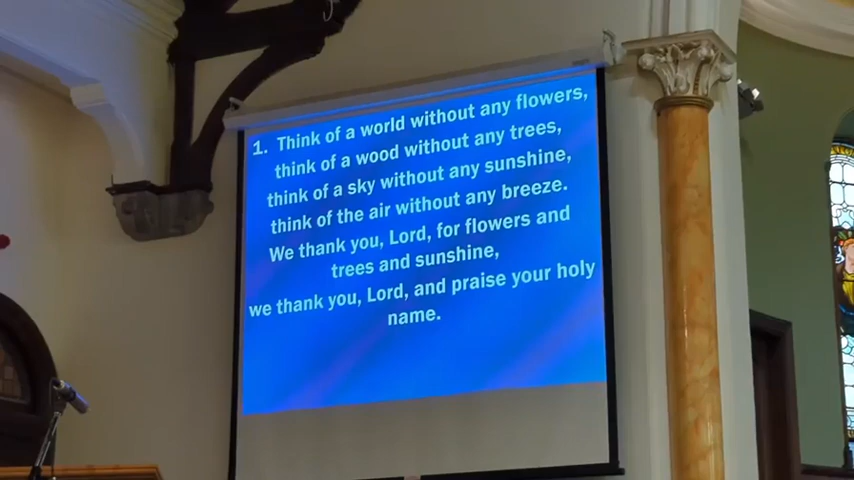 1. Think of a world without any flowers,
think of a wood without any trees,
think of a sky without any sunshine,
think of the air without any breeze.
We thank you, Lord, for flowers and
trees and sunshine,
we thank you, Lord, and praise your holy
name.